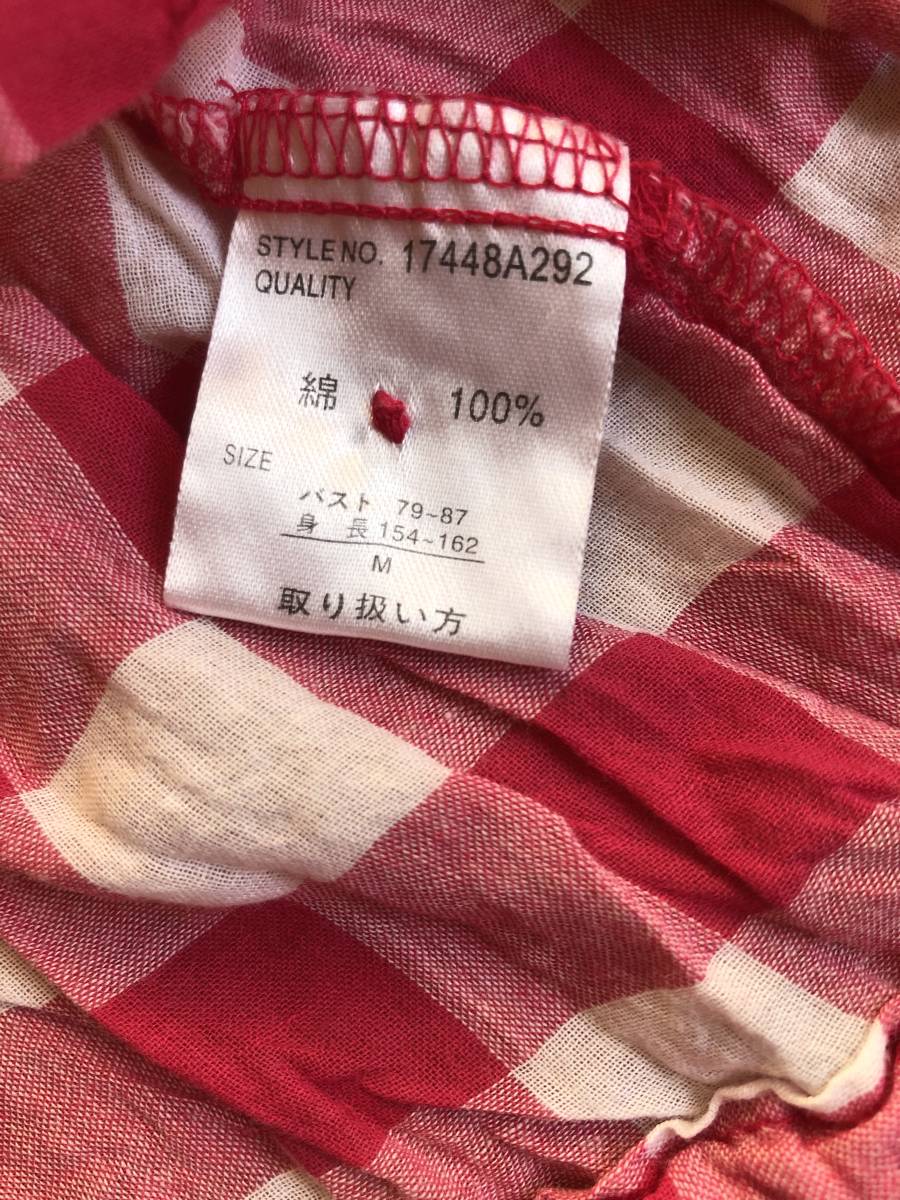 STYLE NO. 17448A292
QUALITY
綿 100%
SIZE
バスト 79~87
身 長 154~162
M
取り扱い方